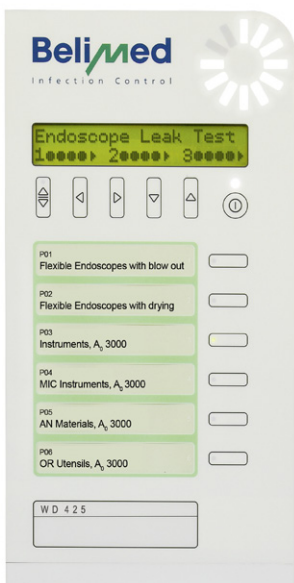 Belimed
Infection Control
Endoscope Leak Test
1●●●●▶ 2●●●●▶ 3●●●●▶
P01
Flexible Endoscopes with blow out
P02
Flexible Endoscopes with drying
P03
Instruments, A₀ 3000
P04
MIC Instruments, A₀ 3000
P05
AN Materials, A₀ 3000
P06
OR Utensils, A₀ 3000
WD 425